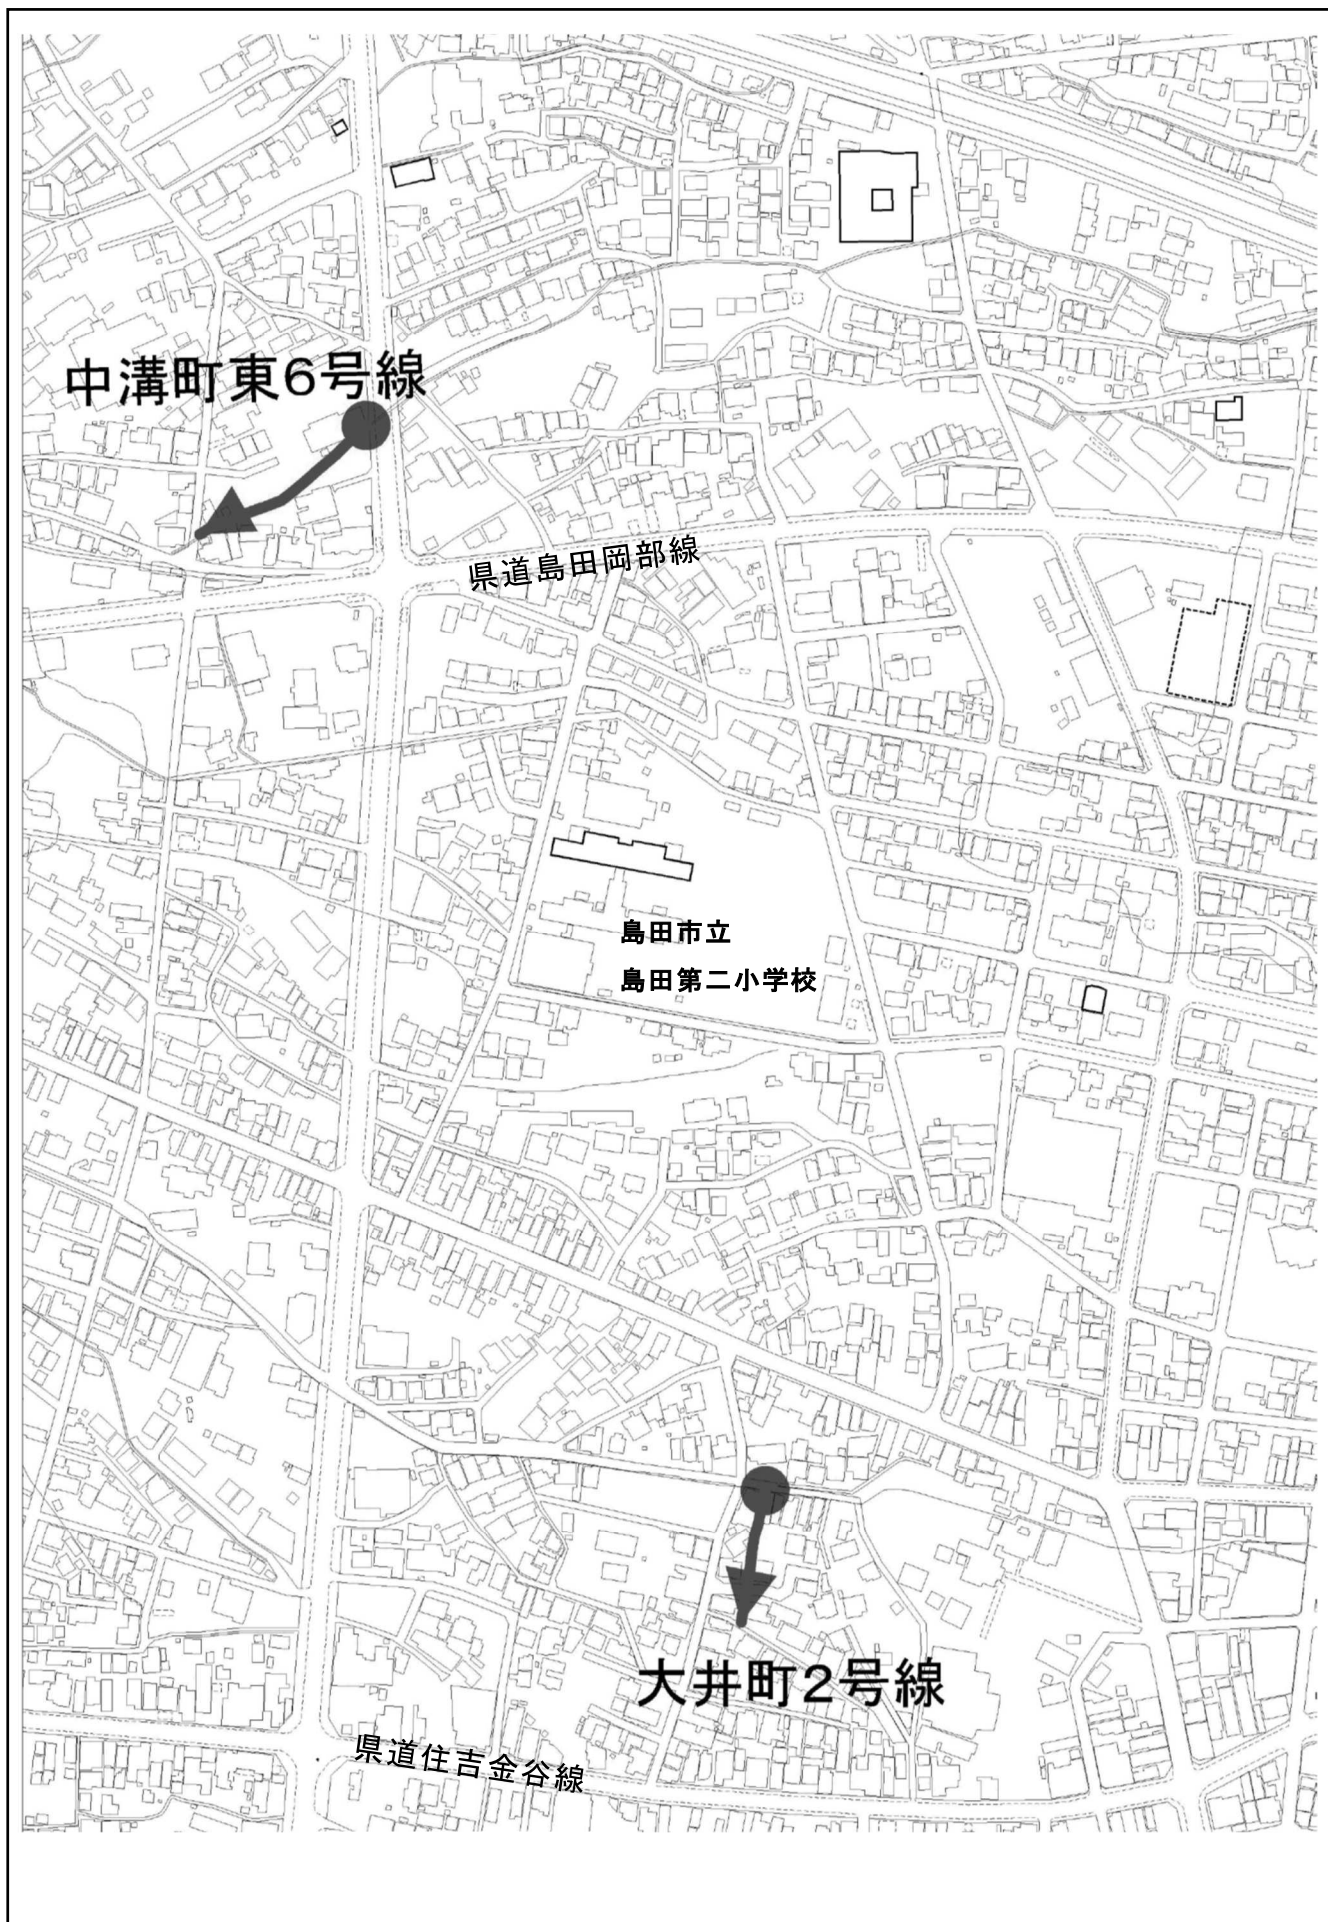 中溝町東6号線
県道島田岡部線
島田市立
島田第二小学校
大井町2号線
県道住吉金谷線